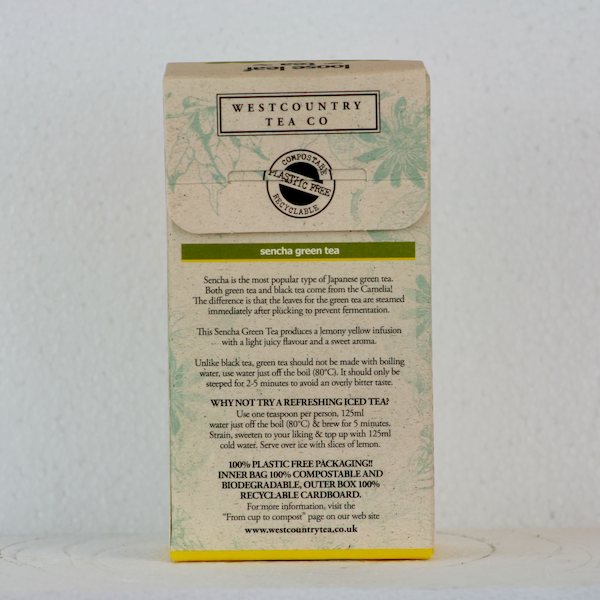 loose leaf
tea
WESTCOUNTRY
TEA CO
COMPOSTABLE
PLASTIC FREE
RECYCLABLE
sencha green tea
Sencha is the most popular type of Japanese green tea.
Both green tea and black tea come from the Camelia!
The difference is that the leaves for the green tea are steamed
immediately after plucking to prevent fermentation.
This Sencha Green Tea produces a lemony yellow infusion
with a light juicy flavour and a sweet aroma.
Unlike black tea, green tea should not be made with boiling
water, use water just off the boil (80°C). It should only be
steeped for 2-5 minutes to avoid an overly bitter taste.
WHY NOT TRY A REFRESHING ICED TEA?
Use one teaspoon per person, 125ml
water just off the boil (80°C) & brew for 5 minutes.
Strain, sweeten to your liking & top up with 125ml
cold water. Serve over ice with slices of lemon.
100% PLASTIC FREE PACKAGING!!
INNER BAG 100% COMPOSTABLE AND
BIODEGRADABLE, OUTER BOX 100%
RECYCLABLE CARDBOARD.
For more information, visit the
"From cup to compost" page on our web site
www.westcountrytea.co.uk